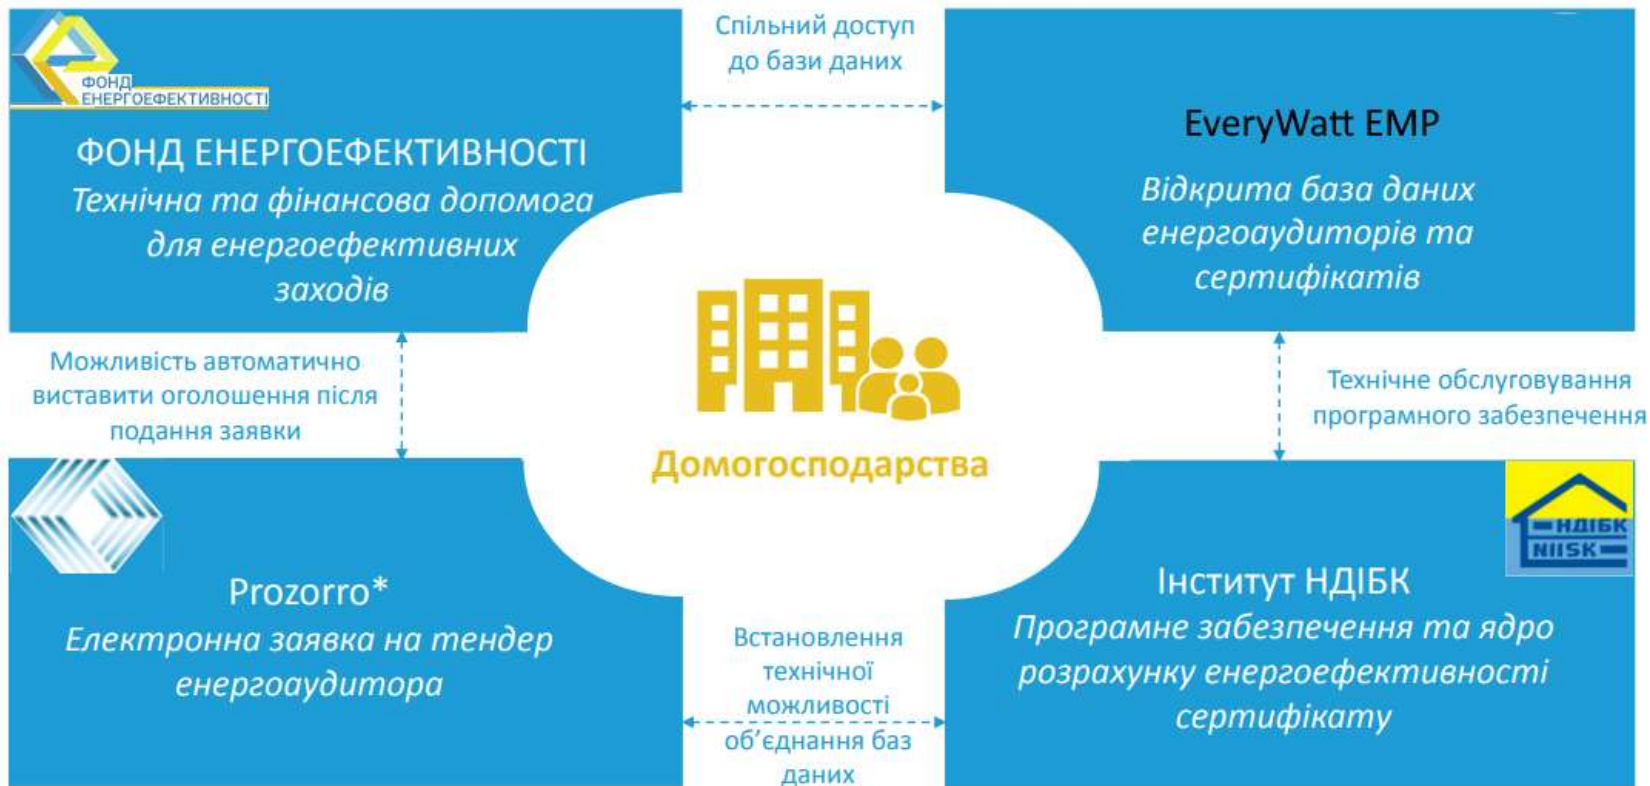 ФОНД
ЕНЕРГОЕФЕКТИВНОСТІ
ФОНД ЕНЕРГОЕФЕКТИВНОСТІ
Технічна та фінансова допомога
для енергоефективних
заходів
Спільний доступ
до бази даних
EveryWatt EMP
Відкрита база даних
енергоаудиторів та
сертифікатів
Можливість автоматично
виставити оголошення після
подання заявки
Домогосподарства
Технічне обслуговування
програмного забезпечення
Prozorro*
Електронна заявка на тендер
енергоаудитора
Встановлення
технічної
можливості
об’єднання баз
даних
НДІБК
NIISK
Інститут НДІБК
Програмне забезпечення та ядро
розрахунку енергоефективності
сертифікату